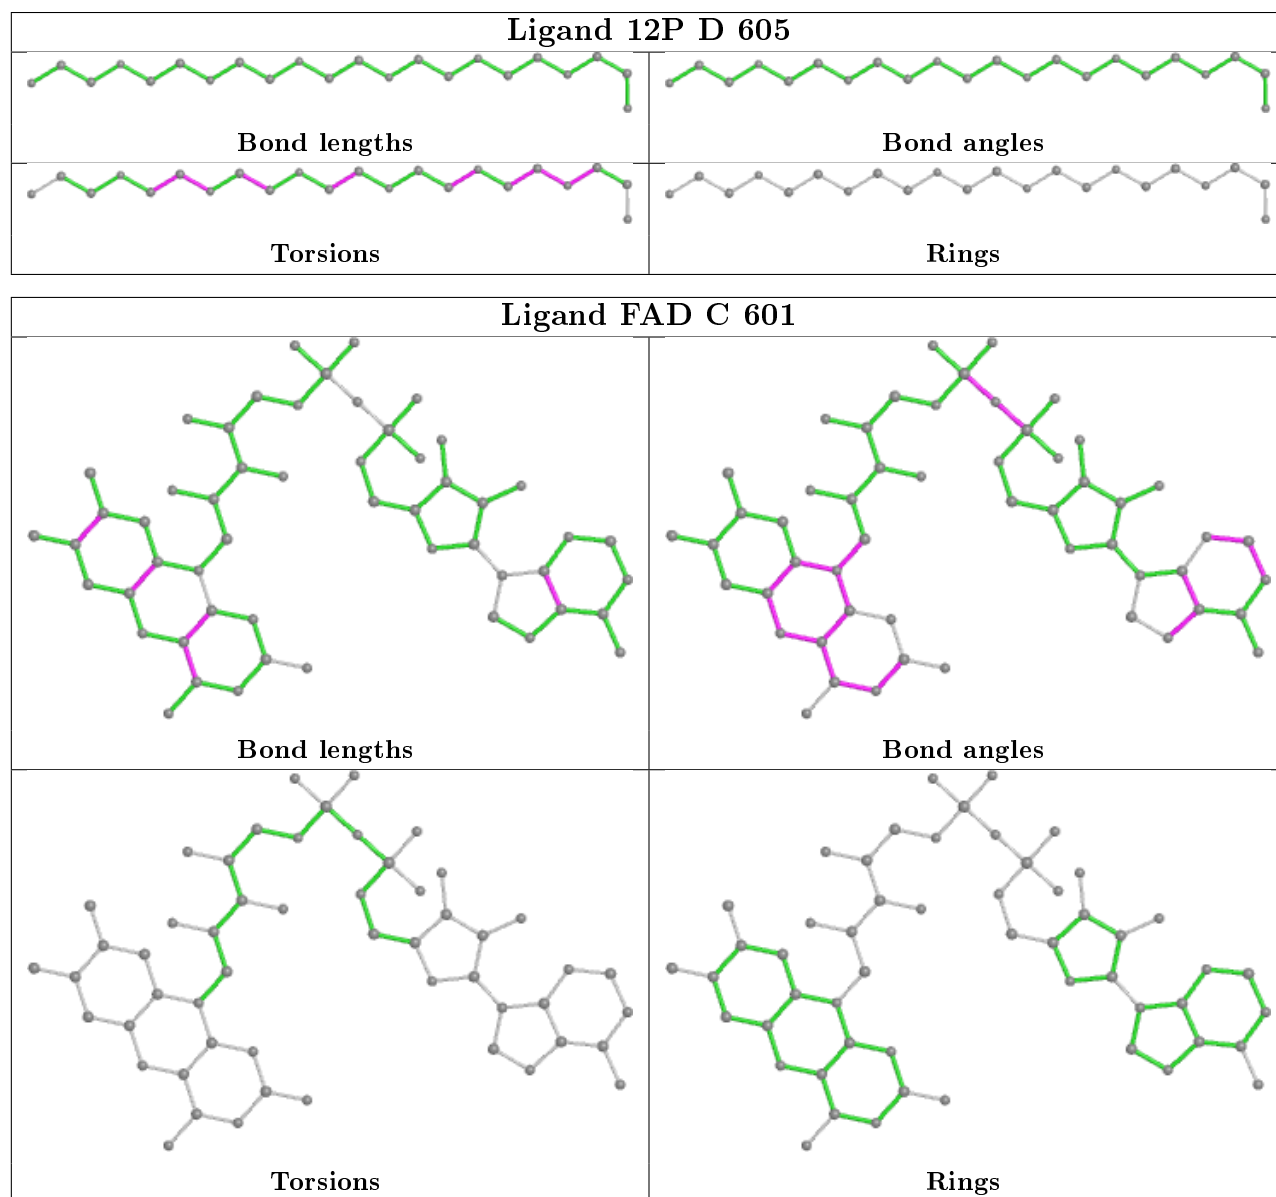 Ligand 12P D 605
Bond lengths
Bond angles
Torsions
Rings
Ligand FAD C 601
Bond lengths
Bond angles
Torsions
Rings